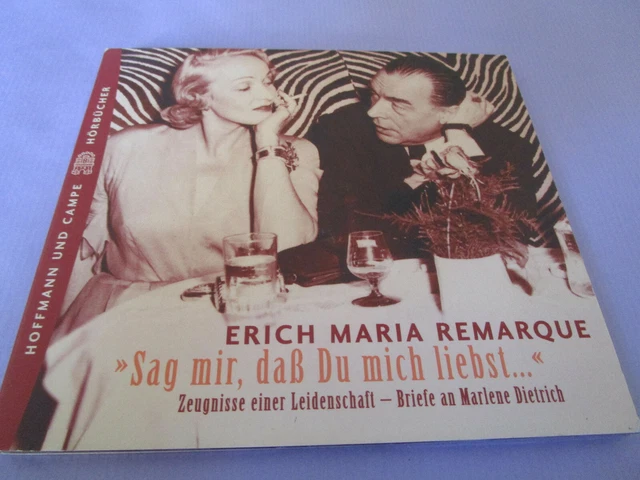 HOFFMANN UND CAMPE HÖRBÜCHER
ERICH MARIA REMARQUE
»Sag mir, daß Du mich liebst...«
Zeugnisse einer Leidenschaft – Briefe an Marlene Dietrich